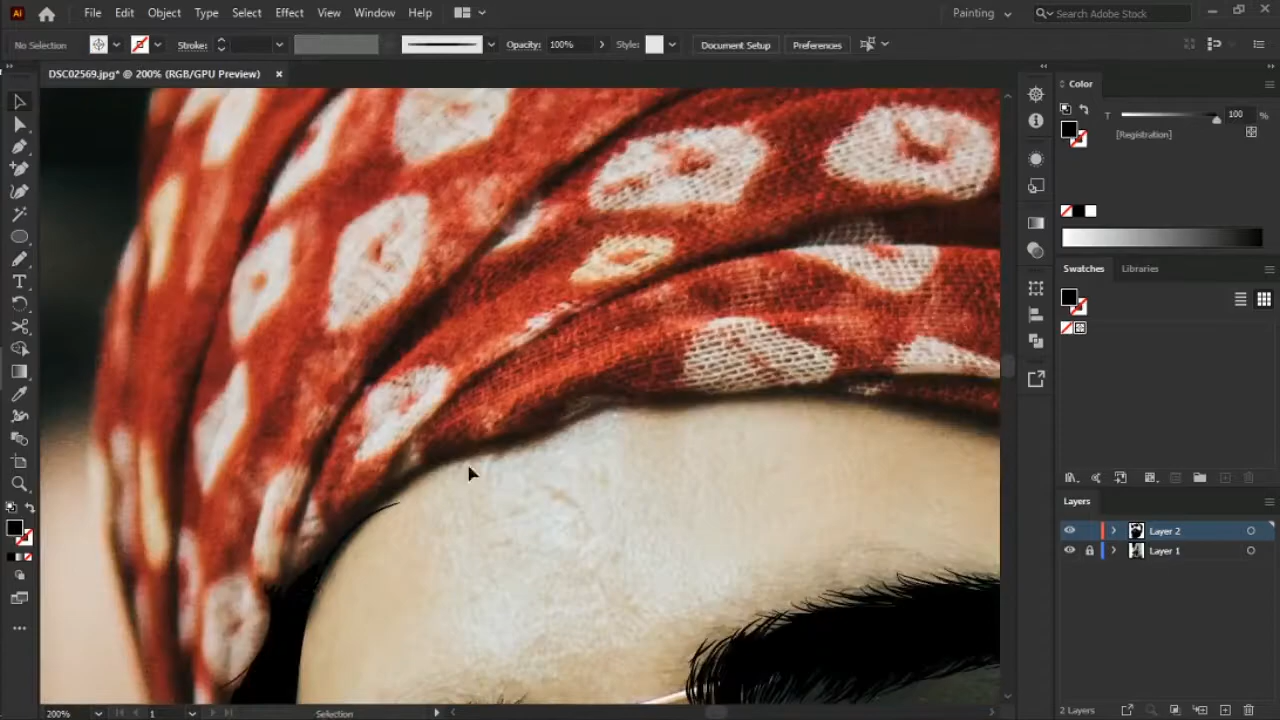 Ai File Edit Object Type Select Effect View Window Help Painting Search Adobe Stock
No Selection Stroke: Opacity: 100% Style: Document Setup Preferences
DSC02569.jpg* @ 200% (RGB/GPU Preview) ×
Color
T 100 %
[Registration]
Swatches Libraries
Layers
Layer 2
Layer 1
200% 1 Selection 2 Layers